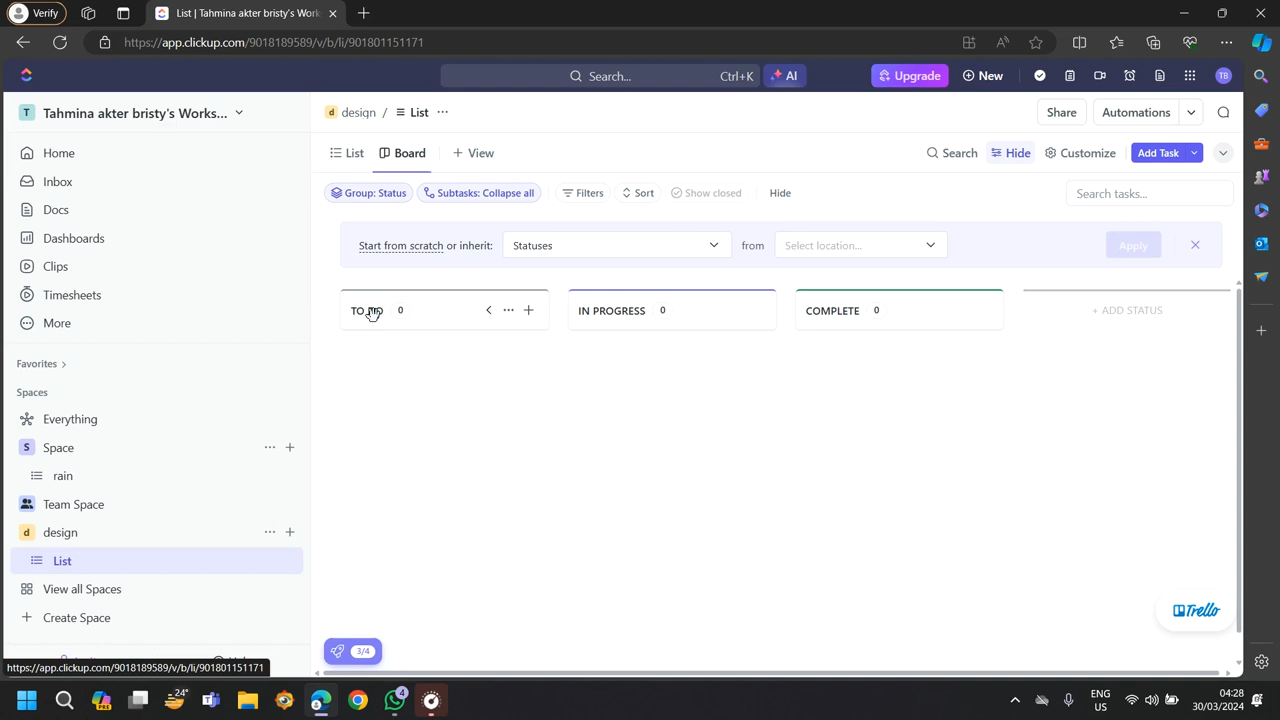 Verify
List | Tahmina akter bristy's Work
https://app.clickup.com/9018189589/v/b/li/901801151171
Search...
Ctrl+K
AI
Upgrade
New
TB
T
Tahmina akter bristy's Works...
d design / List ...
Share
Automations
Home
List
Board
+ View
Search
Hide
Customize
Add Task
Inbox
Group: Status
Subtasks: Collapse all
Filters
Sort
Show closed
Hide
Search tasks...
Docs
Dashboards
Start from scratch or inherit:
Statuses
from
Select location...
Apply
Clips
Timesheets
TO DO 0
IN PROGRESS 0
COMPLETE 0
+ ADD STATUS
More
Favorites
Spaces
Everything
S Space
rain
Team Space
d design
List
View all Spaces
Create Space
Trello
3/4
https://app.clickup.com/9018189589/v/b/li/901801151171
24°
PRE
4
ENG
US
04:28
30/03/2024